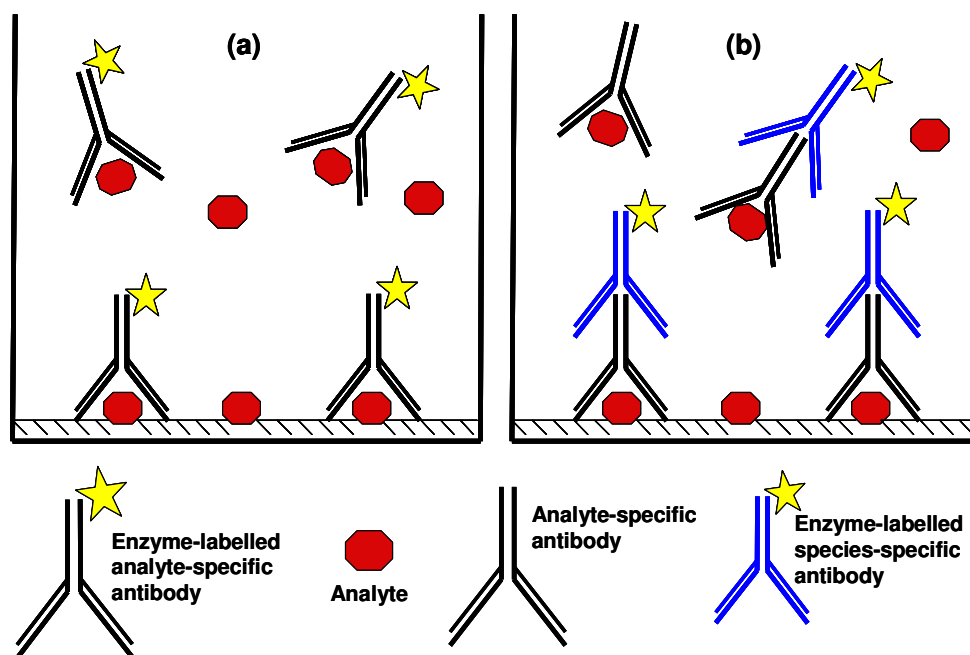 (a)
(b)
Enzyme-labelled
analyte-specific
antibody
Analyte
Analyte-specific
antibody
Enzyme-labelled
species-specific
antibody